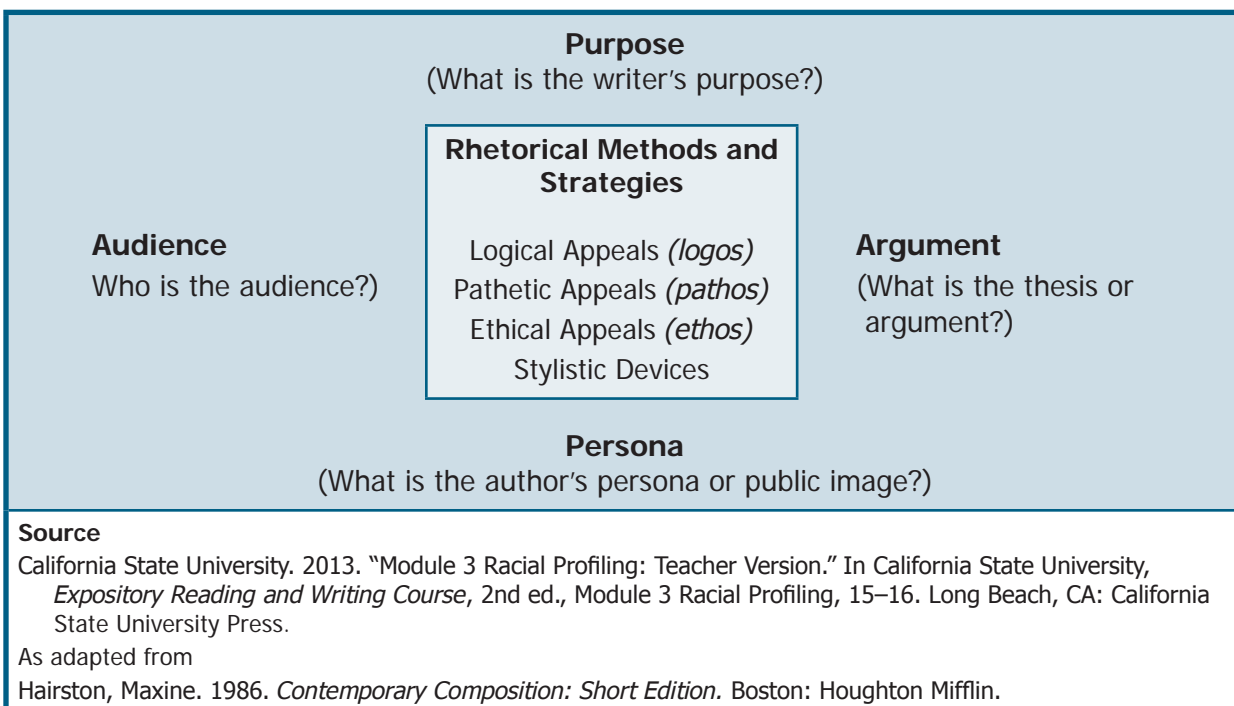 Purpose
(What is the writer's purpose?)
Rhetorical Methods and
Strategies
Logical Appeals (logos)
Pathetic Appeals (pathos)
Ethical Appeals (ethos)
Stylistic Devices
Audience
Who is the audience?)
Argument
(What is the thesis or
argument?)
Persona
(What is the author's persona or public image?)
Source
California State University. 2013. “Module 3 Racial Profiling: Teacher Version.” In California State University,
Expository Reading and Writing Course, 2nd ed., Module 3 Racial Profiling, 15–16. Long Beach, CA: California
State University Press.
As adapted from
Hairston, Maxine. 1986. Contemporary Composition: Short Edition. Boston: Houghton Mifflin.